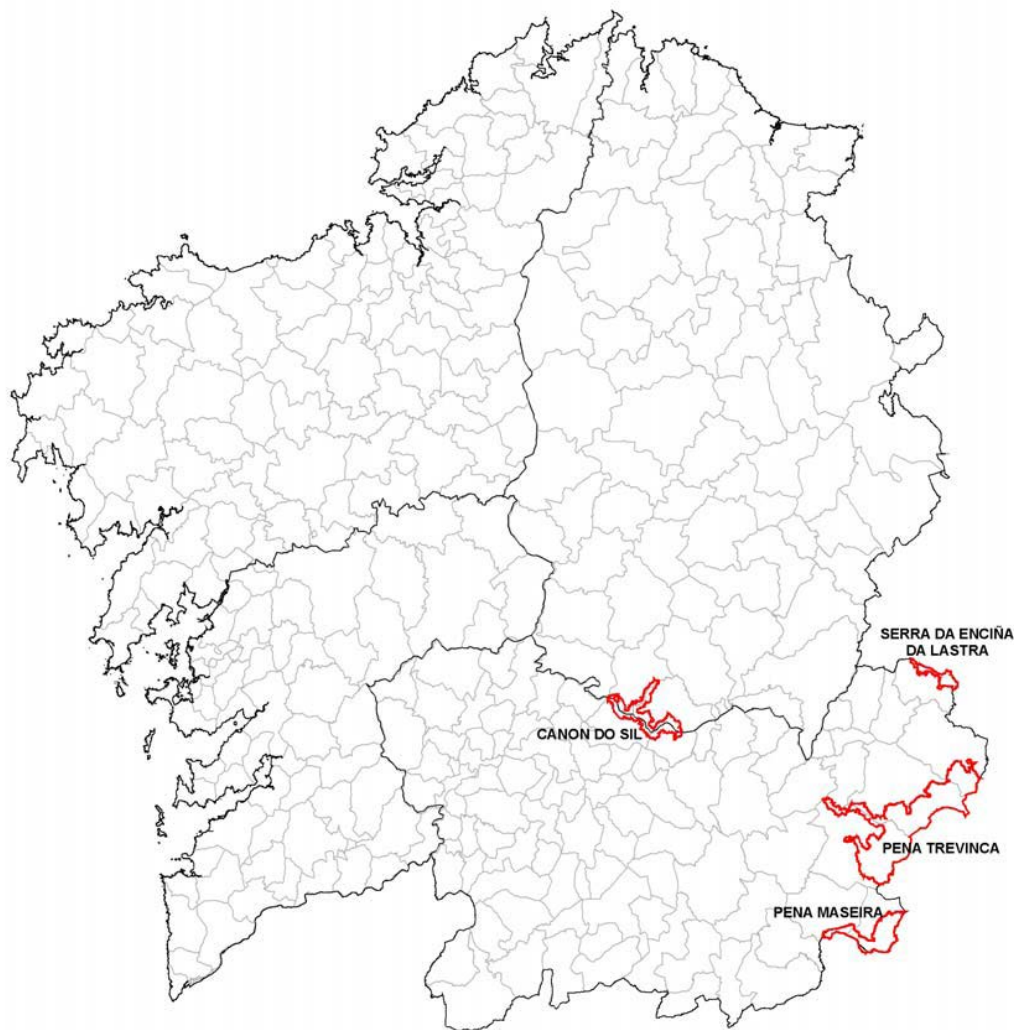 SERRA DA ENCIÑA
DA LASTRA
CANON DO SIL
PENA TREVINCA
PENA MASEIRA